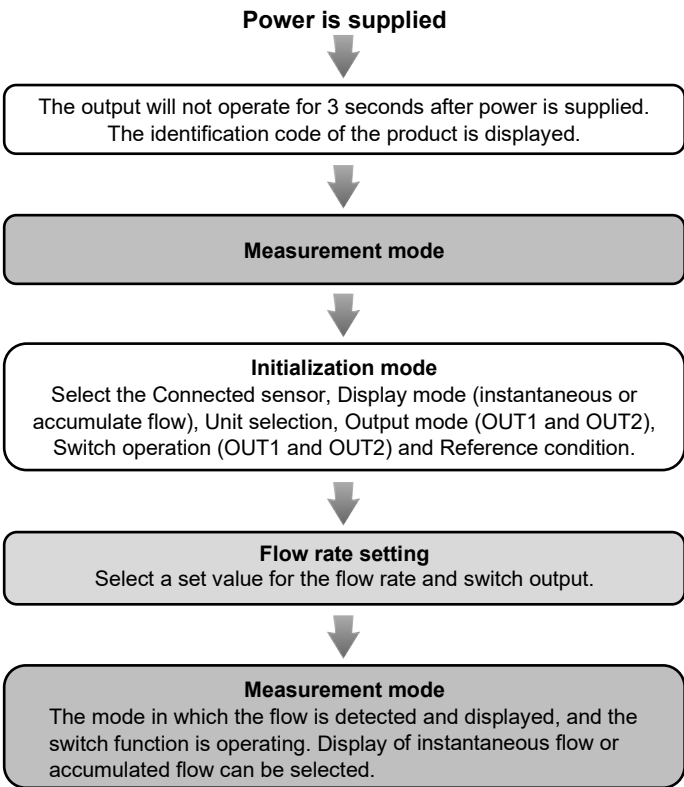 Power is supplied
The output will not operate for 3 seconds after power is supplied.
The identification code of the product is displayed.
Measurement mode
Initialization mode
Select the Connected sensor, Display mode (instantaneous or
accumulate flow), Unit selection, Output mode (OUT1 and OUT2),
Switch operation (OUT1 and OUT2) and Reference condition.
Flow rate setting
Select a set value for the flow rate and switch output.
Measurement mode
The mode in which the flow is detected and displayed, and the
switch function is operating. Display of instantaneous flow or
accumulated flow can be selected.